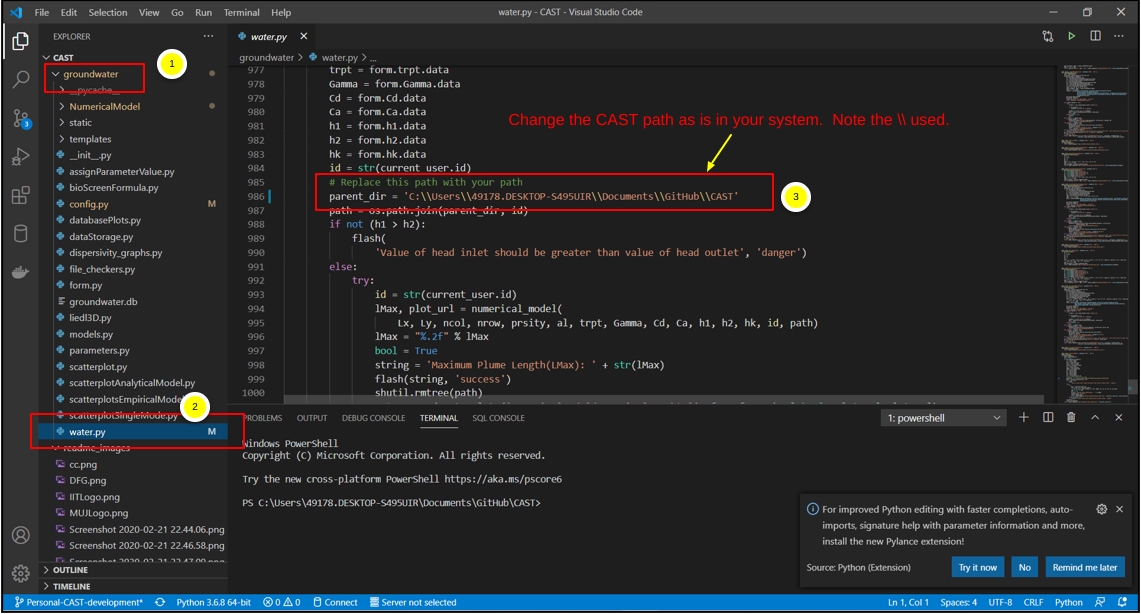 File Edit Selection View Go Run Terminal Help
water.py - CAST - Visual Studio Code
EXPLORER
CAST
groundwater
1
__pycache__
NumericalModel
static
templates
__init__.py
assignParameterValue.py
bioScreenFormula.py
config.py M
databasePlots.py
dataStorage.py
dispersivity_graphs.py
file_checkers.py
form.py
groundwater.db
liedl3D.py
models.py
parameters.py
scatterplot.py
scatterplotAnalyticalModel.py
scatterplotsEmpiricalMode
2
scatterplotSingleMode.py
water.py M
readme_images
cc.png
DFG.png
IITLogo.png
MUJLogo.png
Screenshot 2020-02-21 22.44.06.png
Screenshot 2020-02-21 22.46.58.png
Screenshot 2020-02-21 22.47.00.png
OUTLINE
TIMELINE
3
water.py
groundwater > water.py > ...
977 trpt = form.trpt.data
978 Gamma = form.Gamma.data
979 Cd = form.Cd.data
980 Ca = form.Ca.data
981 h1 = form.h1.data
982 h2 = form.h2.data
983 hk = form.hk.data
984 id = str(current_user.id)
985 # Replace this path with your path
986 parent_dir = 'C:\\Users\\49178.DESKTOP-S495UIR\\Documents\\GitHub\\CAST'
987 path = os.path.join(parent_dir, id)
988 if not (h1 > h2):
989 flash(
990 'Value of head inlet should be greater than value of head outlet', 'danger')
991 else:
992 try:
993 id = str(current_user.id)
994 lMax, plot_url = numerical_model(
995 Lx, Ly, ncol, nrow, prsity, al, trpt, Gamma, Cd, Ca, h1, h2, hk, id, path)
996 lMax = "%.2f" % lMax
997 bool = True
998 string = 'Maximum Plume Length(LMax): ' + str(lMax)
999 flash(string, 'success')
1000 shutil.rmtree(path)
Change the CAST path as is in your system. Note the \\ used.
3
PROBLEMS OUTPUT DEBUG CONSOLE TERMINAL SQL CONSOLE
1: powershell
Windows PowerShell
Copyright (C) Microsoft Corporation. All rights reserved.
Try the new cross-platform PowerShell https://aka.ms/pscore6
PS C:\Users\49178.DESKTOP-S495UIR\Documents\GitHub\CAST>
For improved Python editing with faster completions, auto-
imports, signature help with parameter information and more,
install the new Pylance extension!
Source: Python (Extension)
Try it now No Remind me later
Personal-CAST-development* Python 3.6.8 64-bit 0 0 Connect Server not selected
Ln 1, Col 1 Spaces: 4 UTF-8 CRLF Python